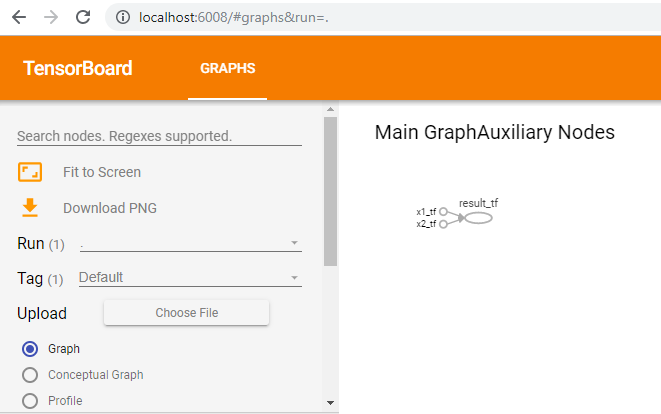 localhost:6008/#graphs&run=.
TensorBoard GRAPHS
Search nodes. Regexes supported.
Fit to Screen
Download PNG
Run (1) .
Tag (1) Default
Upload Choose File
Graph
Conceptual Graph
Profile
Main GraphAuxiliary Nodes
result_tf
x1_tf
x2_tf